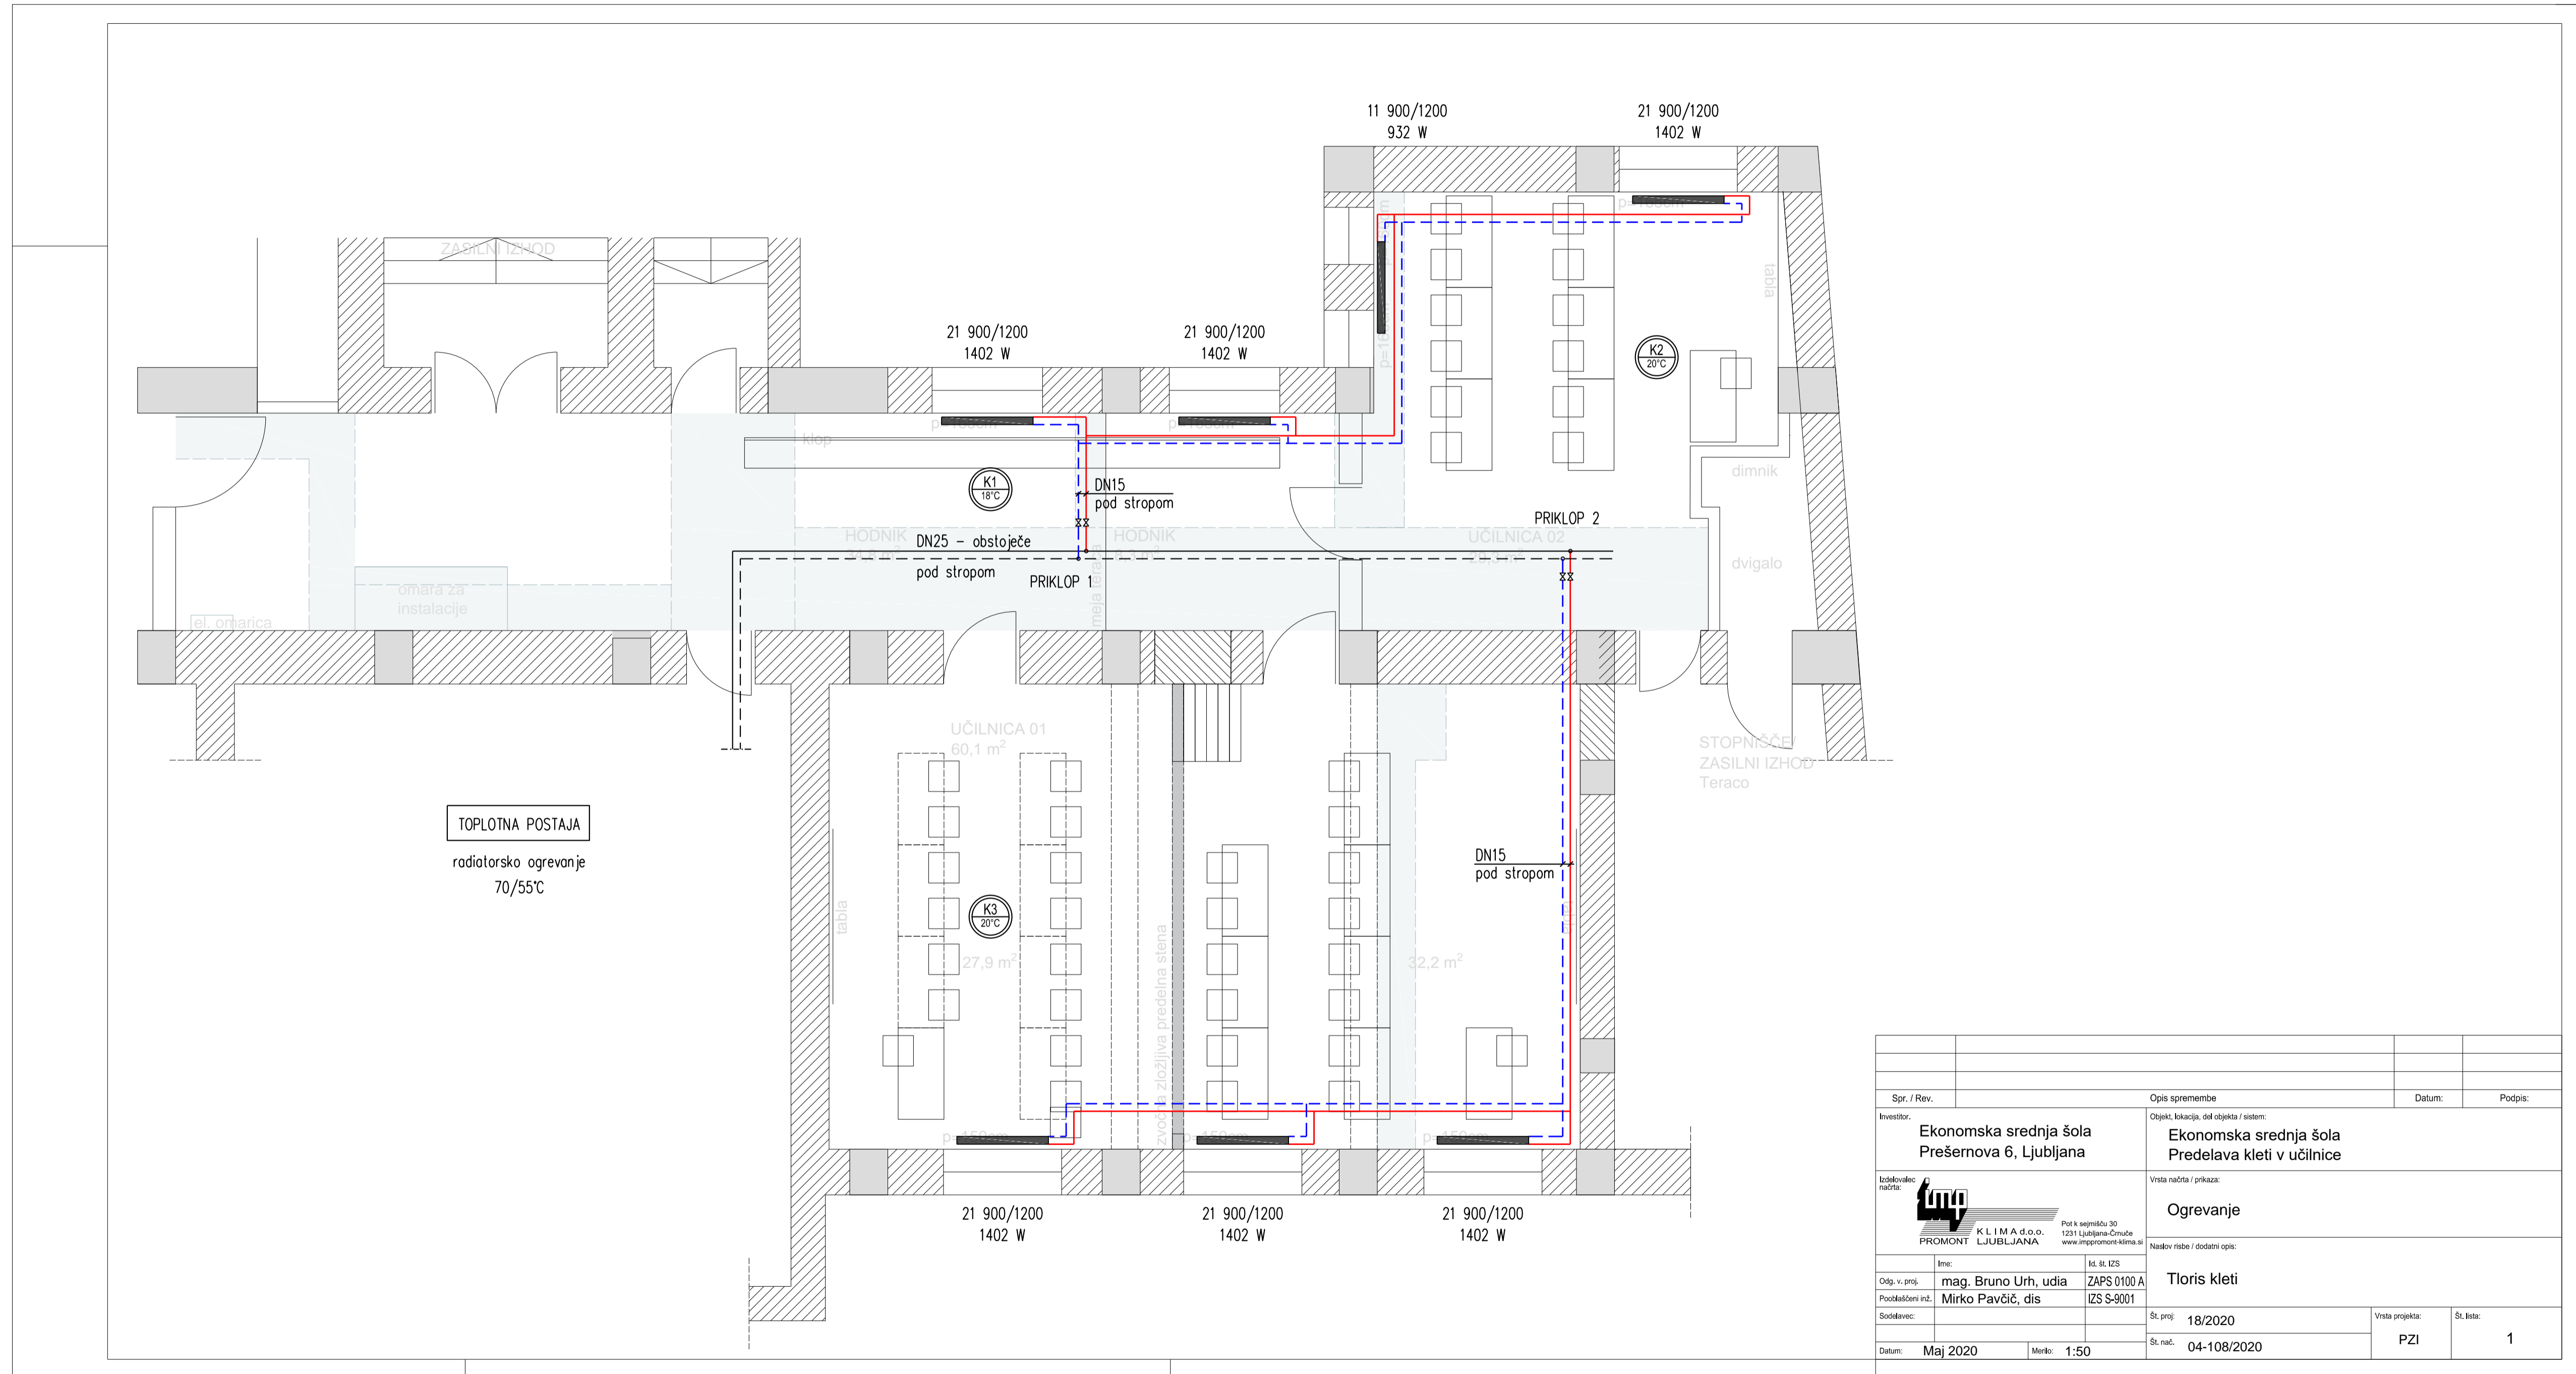 11 900/1200
932 W
21 900/1200
1402 W
ZASILNI IZHOD
21 900/1200
1402 W
21 900/1200
1402 W
tabla
K2
20°C
klop
K1
18°C
DN15
pod stropom
dimnik
PRIKLOP 2
HODNIK
HODNIK
UČILNICA 02
DN25 - obstoječe
pod stropom
PRIKLOP 1
meja teraca
dvigalo
omara za
instalacije
el. omarica
UČILNICA 01
60,1 m²
STOPNIŠČE/
ZASILNI IZHOD
Teraco
TOPLOTNA POSTAJA
radiatorsko ogrevanje
70/55°C
DN15
pod stropom
tabla
K3
20°C
tabla
27,9 m²
32,2 m²
zvočna zložljiva predelna stena
p=150cm
p=150cm
p=150cm
21 900/1200
1402 W
21 900/1200
1402 W
21 900/1200
1402 W
Spr. / Rev.
Opis spremembe
Datum:
Podpis:
Investitor.
Ekonomska srednja šola
Prešernova 6, Ljubljana
Objekt, lokacija, del objekta / sistem:
Ekonomska srednja šola
Predelava kleti v učilnice
Izdelovalec
načrta:
imp
PROMONT
KLIMA d.o.o.
LJUBLJANA
Pot k sejmišču 30
1231 Ljubljana-Črnuče
www.imppromont-klima.si
Vrsta načrta / prikaza:
Ogrevanje
Naslov risbe / dodatni opis:
Tloris kleti
Ime:
Id. št. IZS
Odg. v. proj.
mag. Bruno Urh, udia
ZAPS 0100 A
Pooblaščeni inž.
Mirko Pavčič, dis
IZS S-9001
Sodelavec:
Datum:
Maj 2020
Merilo:
1:50
Št. proj:
18/2020
Št. nač.
04-108/2020
Vrsta projekta:
PZI
Št. lista:
1